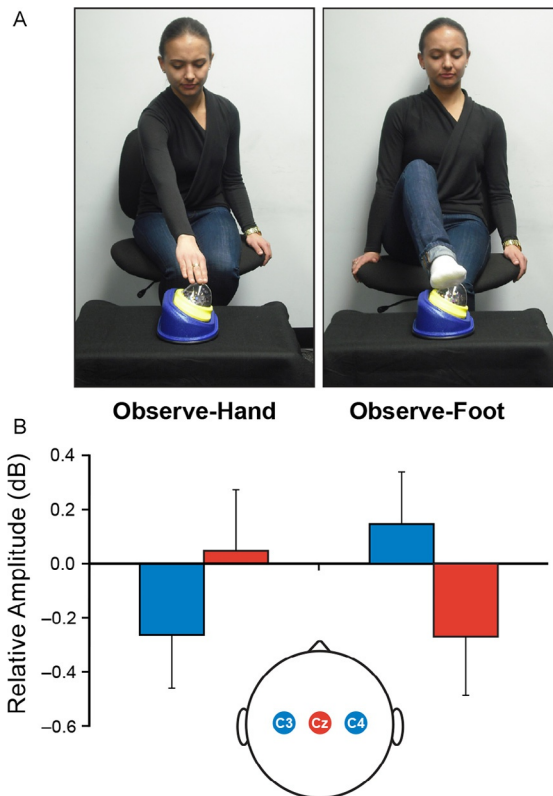 A
Observe-Hand Observe-Foot
B
Relative Amplitude (dB)
0.4
0.2
0.0
–0.2
–0.4
–0.6
C3 Cz C4